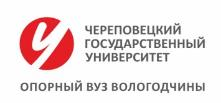 ЧЕРЕПОВЕЦКИЙ
ГОСУДАРСТВЕННЫЙ
УНИВЕРСИТЕТ
ОПОРНЫЙ ВУЗ ВОЛОГОДЧИНЫ